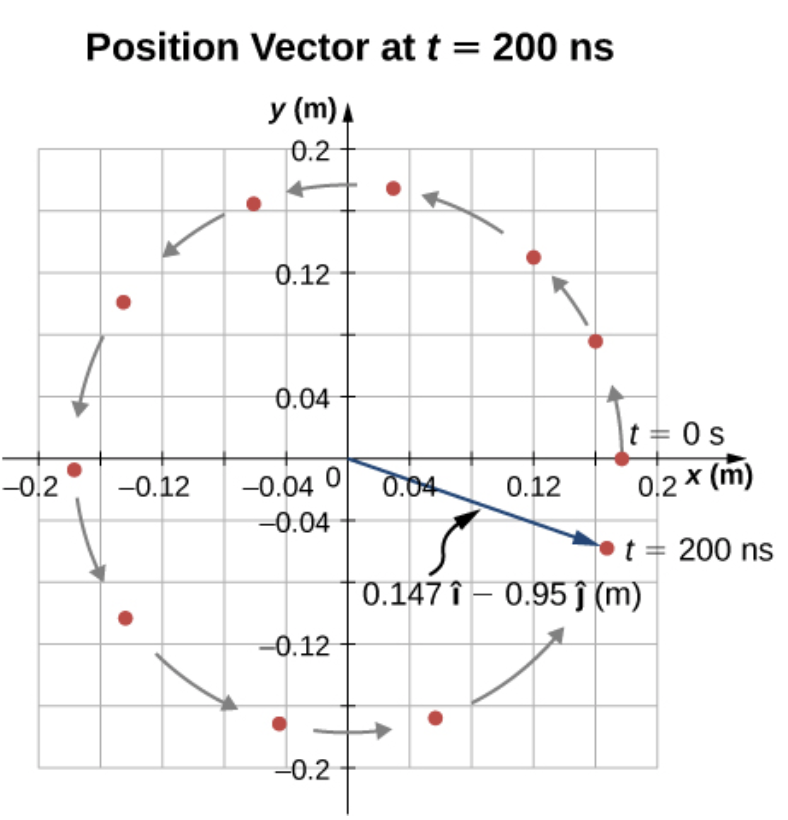 Position Vector at t = 200 ns
y (m)
0.2
0.12
0.04
t = 0 s
–0.2
–0.12
–0.04
0
0.04
0.12
0.2
x (m)
–0.04
t = 200 ns
0.147 î – 0.95 ĵ (m)
–0.12
–0.2